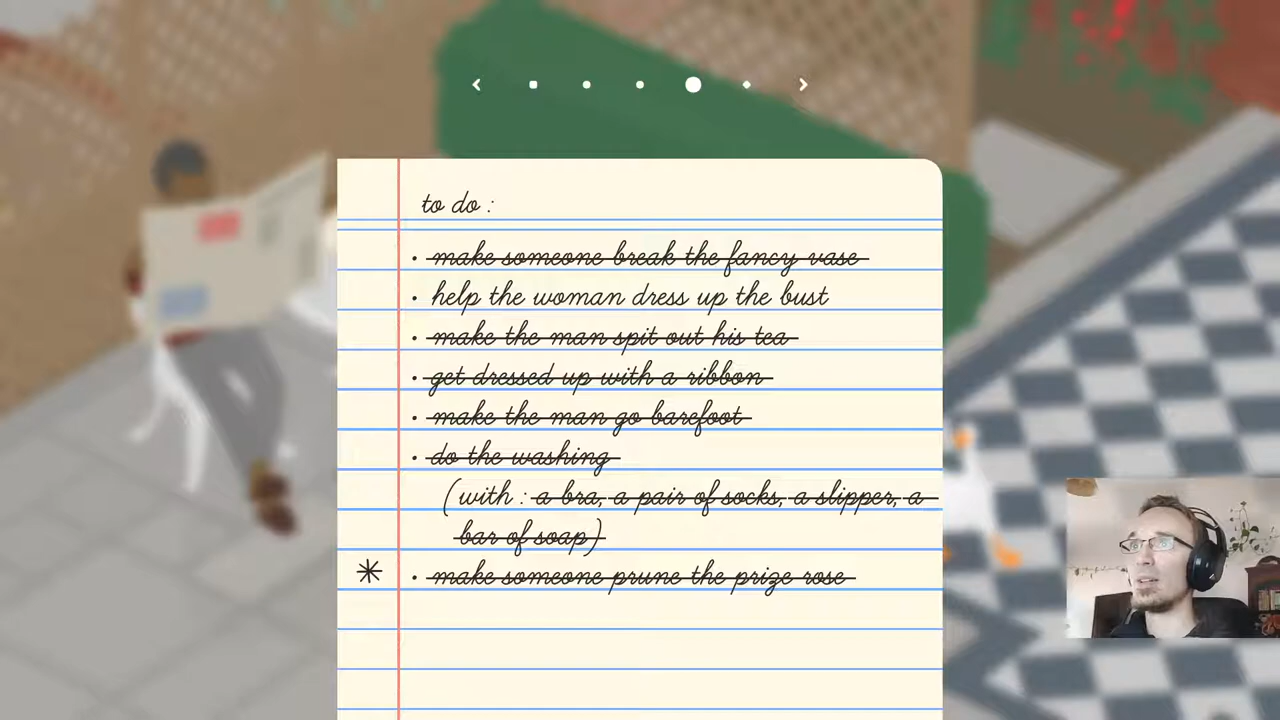 to do :
• make someone break the fancy vase
• help the woman dress up the bust
• make the man spit out his tea
• get dressed up with a ribbon
• make the man go barefoot
• do the washing
(with : a bra, a pair of socks, a slipper, a
bar of soap)
• make someone prune the prize rose